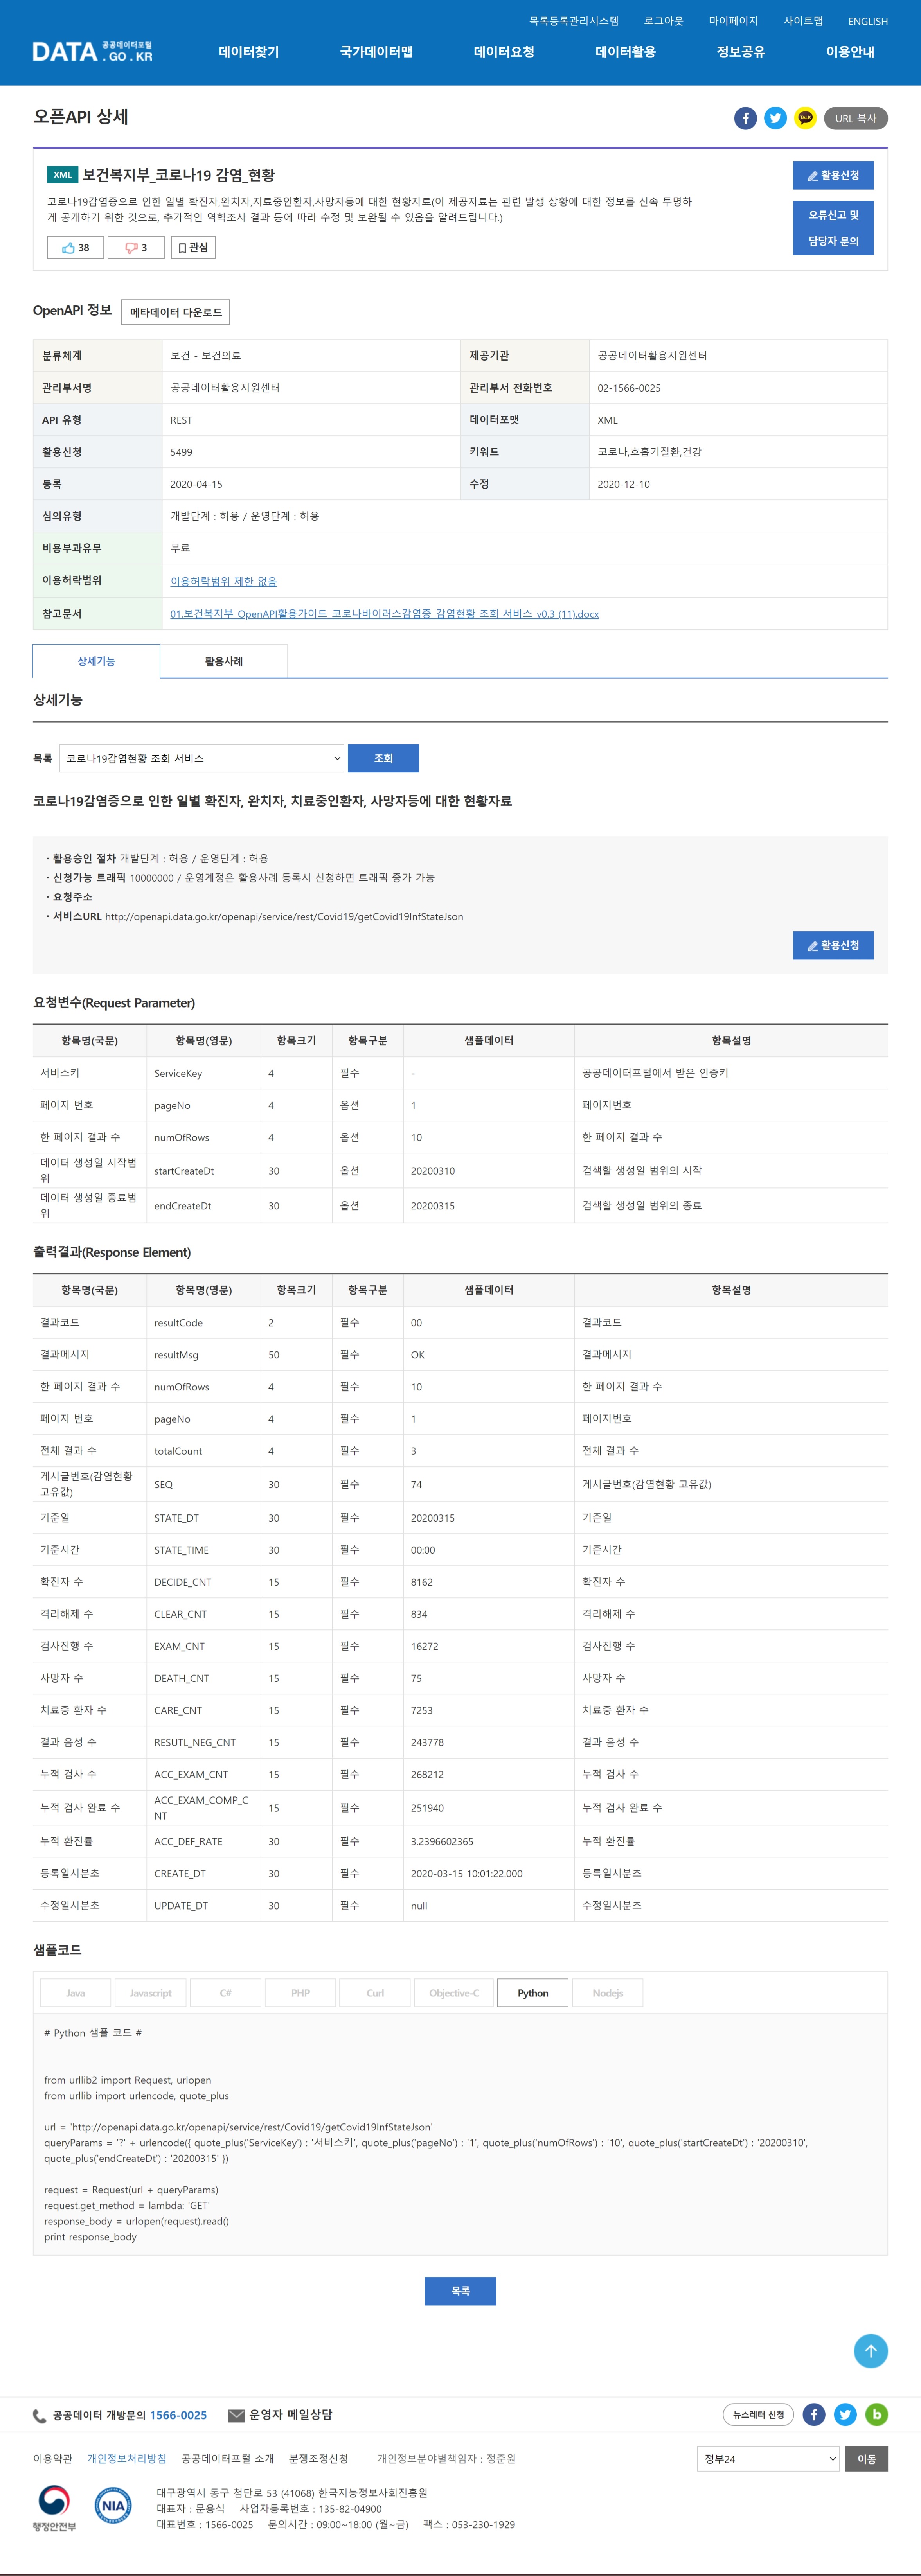 목록등록관리시스템 로그아웃 마이페이지 사이트맵 ENGLISH
DATA 공공데이터포털 .GO.KR
데이터찾기 국가데이터맵 데이터요청 데이터활용 정보공유 이용안내
오픈API 상세
f TALK URL 복사
XML 보건복지부_코로나19 감염_현황
활용신청
코로나19감염증으로 인한 일별 확진자,완치자,치료중인환자,사망자등에 대한 현황자료(이 제공자료는 관련 발생 상황에 대한 정보를 신속 투명하
게 공개하기 위한 것으로, 추가적인 역학조사 결과 등에 따라 수정 및 보완될 수 있음을 알려드립니다.)
오류신고 및
담당자 문의
38 3 관심
OpenAPI 정보 메타데이터 다운로드
분류체계 보건 - 보건의료 제공기관 공공데이터활용지원센터
관리부서명 공공데이터활용지원센터 관리부서 전화번호 02-1566-0025
API 유형 REST 데이터포맷 XML
활용신청 5499 키워드 코로나,호흡기질환,건강
등록 2020-04-15 수정 2020-12-10
심의유형 개발단계 : 허용 / 운영단계 : 허용
비용부과유무 무료
이용허락범위 이용허락범위 제한 없음
참고문서 01.보건복지부_OpenAPI활용가이드_코로나바이러스감염증_감염현황_조회_서비스_v0.3 (11).docx
상세기능 활용사례
상세기능
목록 코로나19감염현황 조회 서비스 조회
코로나19감염증으로 인한 일별 확진자, 완치자, 치료중인환자, 사망자등에 대한 현황자료
· 활용승인 절차 개발단계 : 허용 / 운영단계 : 허용
· 신청가능 트래픽 10000000 / 운영계정은 활용사례 등록시 신청하면 트래픽 증가 가능
· 요청주소
· 서비스URL http://openapi.data.go.kr/openapi/service/rest/Covid19/getCovid19InfStateJson
활용신청
요청변수(Request Parameter)
항목명(국문) 항목명(영문) 항목크기 항목구분 샘플데이터 항목설명
서비스키 ServiceKey 4 필수 - 공공데이터포털에서 받은 인증키
페이지 번호 pageNo 4 옵션 1 페이지번호
한 페이지 결과 수 numOfRows 4 옵션 10 한 페이지 결과 수
데이터 생성일 시작범
위 startCreateDt 30 옵션 20200310 검색할 생성일 범위의 시작
데이터 생성일 종료범
위 endCreateDt 30 옵션 20200315 검색할 생성일 범위의 종료
출력결과(Response Element)
항목명(국문) 항목명(영문) 항목크기 항목구분 샘플데이터 항목설명
결과코드 resultCode 2 필수 00 결과코드
결과메시지 resultMsg 50 필수 OK 결과메시지
한 페이지 결과 수 numOfRows 4 필수 10 한 페이지 결과 수
페이지 번호 pageNo 4 필수 1 페이지번호
전체 결과 수 totalCount 4 필수 3 전체 결과 수
게시글번호(감염현황
고유값) SEQ 30 필수 74 게시글번호(감염현황 고유값)
기준일 STATE_DT 30 필수 20200315 기준일
기준시간 STATE_TIME 30 필수 00:00 기준시간
확진자 수 DECIDE_CNT 15 필수 8162 확진자 수
격리해제 수 CLEAR_CNT 15 필수 834 격리해제 수
검사진행 수 EXAM_CNT 15 필수 16272 검사진행 수
사망자 수 DEATH_CNT 15 필수 75 사망자 수
치료중 환자 수 CARE_CNT 15 필수 7253 치료중 환자 수
결과 음성 수 RESUTL_NEG_CNT 15 필수 243778 결과 음성 수
누적 검사 수 ACC_EXAM_CNT 15 필수 268212 누적 검사 수
누적 검사 완료 수 ACC_EXAM_COMP_C
NT 15 필수 251940 누적 검사 완료 수
누적 환진률 ACC_DEF_RATE 30 필수 3.2396602365 누적 환진률
등록일시분초 CREATE_DT 30 필수 2020-03-15 10:01:22.000 등록일시분초
수정일시분초 UPDATE_DT 30 필수 null 수정일시분초
샘플코드
Java Javascript C# PHP Curl Objective-C Python Nodejs
# Python 샘플 코드 #
from urllib2 import Request, urlopen
from urllib import urlencode, quote_plus
url = 'http://openapi.data.go.kr/openapi/service/rest/Covid19/getCovid19InfStateJson'
queryParams = '?' + urlencode({ quote_plus('ServiceKey') : '서비스키', quote_plus('pageNo') : '1', quote_plus('numOfRows') : '10', quote_plus('startCreateDt') : '20200310',
quote_plus('endCreateDt') : '20200315' })
request = Request(url + queryParams)
request.get_method = lambda: 'GET'
response_body = urlopen(request).read()
print response_body
목록
공공데이터 개방문의 1566-0025 운영자 메일상담 뉴스레터 신청 f b
이용약관 개인정보처리방침 공공데이터포털 소개 분쟁조정신청 개인정보분야별책임자 : 정준원 정부24 이동
행정안전부 NIA
대구광역시 동구 첨단로 53 (41068) 한국지능정보사회진흥원
대표자 : 문용식 사업자등록번호 : 135-82-04900
대표번호 : 1566-0025 문의시간 : 09:00~18:00 (월~금) 팩스 : 053-230-1929